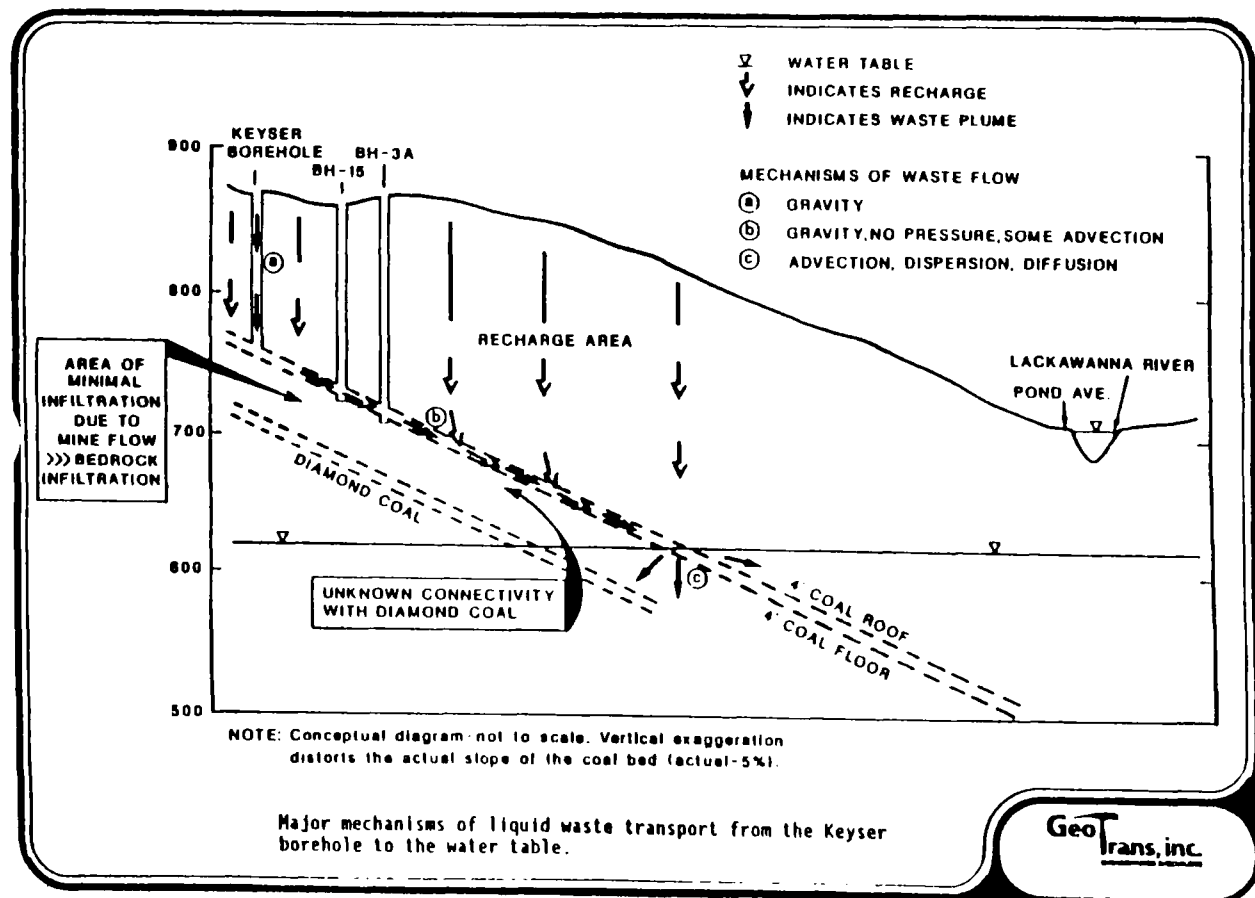 WATER TABLE
INDICATES RECHARGE
INDICATES WASTE PLUME
MECHANISMS OF WASTE FLOW
ⓐ GRAVITY
ⓑ GRAVITY, NO PRESSURE, SOME ADVECTION
ⓒ ADVECTION, DISPERSION, DIFFUSION
KEYSER
BOREHOLE
BH-15
BH-3A
900
800
700
600
500
ⓐ
RECHARGE AREA
LACKAWANNA RIVER
POND AVE.
AREA OF
MINIMAL
INFILTRATION
DUE TO
MINE FLOW
>>> BEDROCK
INFILTRATION
ⓑ
DIAMOND COAL
UNKNOWN CONNECTIVITY
WITH DIAMOND COAL
ⓒ
4' COAL ROOF
4' COAL FLOOR
NOTE: Conceptual diagram not to scale. Vertical exaggeration
distorts the actual slope of the coal bed (actual-5%).
Major mechanisms of liquid waste transport from the Keyser
borehole to the water table.
GeoTrans, inc.